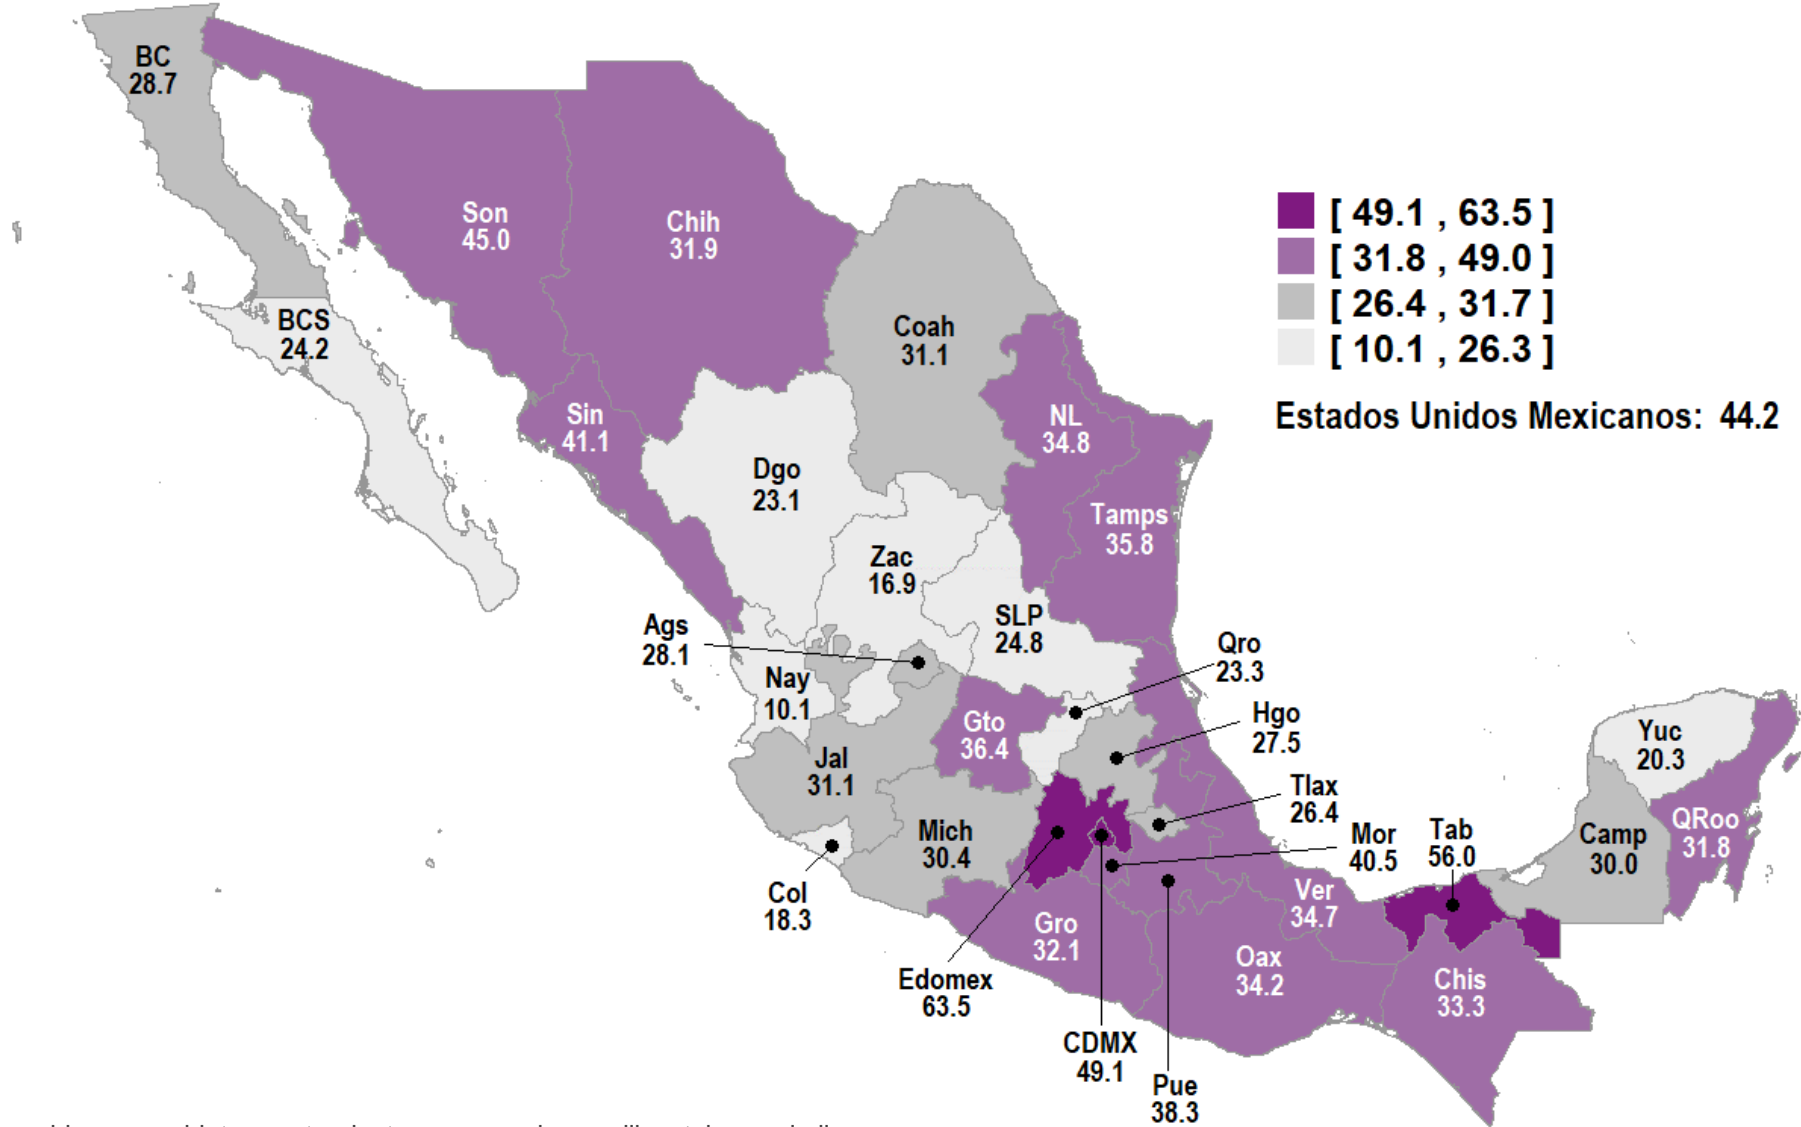 BC
28.7
Son
45.0
Chih
31.9
[ 49.1 , 63.5 ]
[ 31.8 , 49.0 ]
[ 26.4 , 31.7 ]
[ 10.1 , 26.3 ]
Estados Unidos Mexicanos: 44.2
BCS
24.2
Coah
31.1
Sin
41.1
NL
34.8
Dgo
23.1
Tamps
35.8
Zac
16.9
SLP
24.8
Ags
28.1
Qro
23.3
Nay
10.1
Gto
36.4
Hgo
27.5
Yuc
20.3
Jal
31.1
Tlax
26.4
Mich
30.4
Mor
40.5
Tab
56.0
Camp
30.0
QRoo
31.8
Col
18.3
Ver
34.7
Gro
32.1
Oax
34.2
Edomex
63.5
Chis
33.3
CDMX
49.1
Pue
38.3